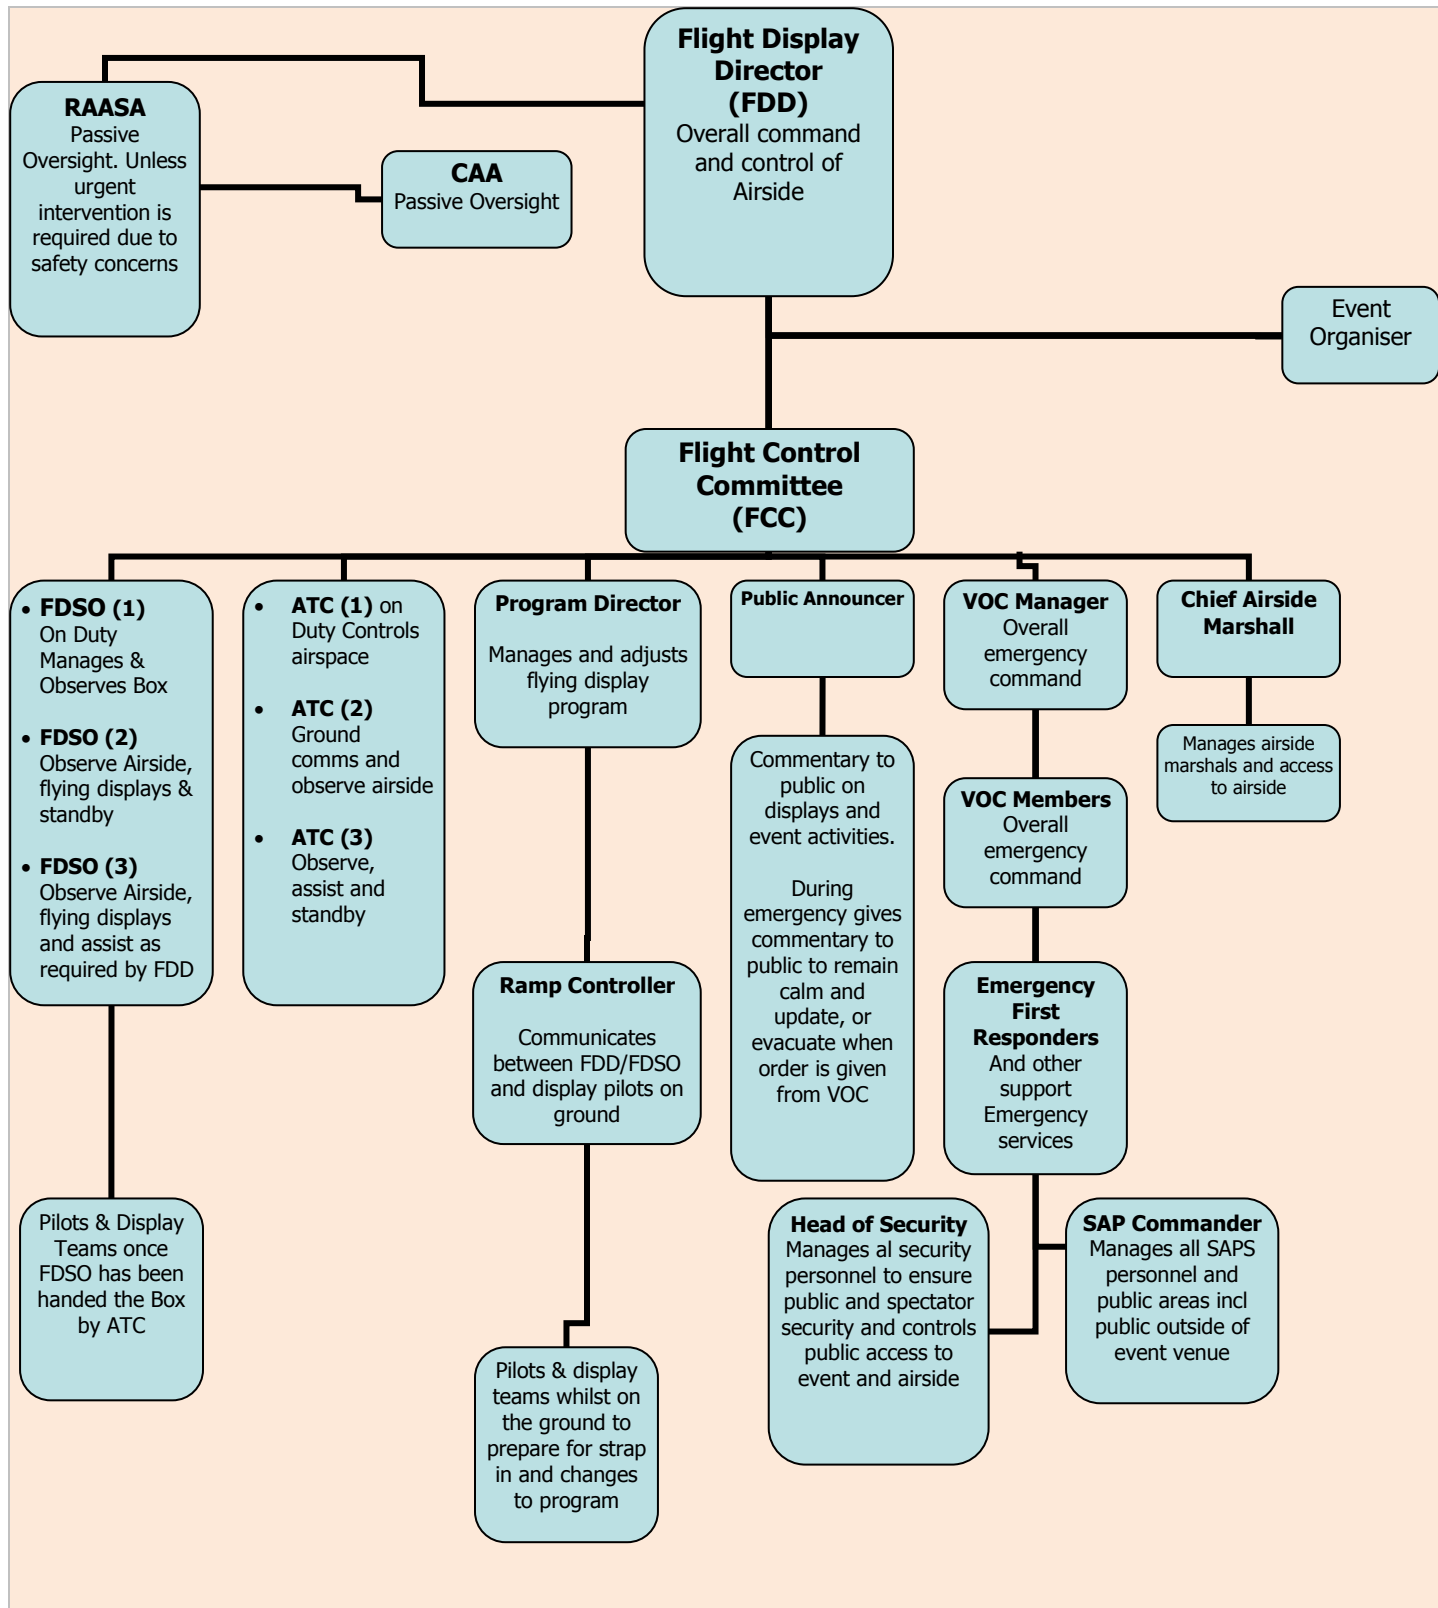 Flight Display
Director
(FDD)
Overall command
and control of
Airside
RAASA
Passive
Oversight. Unless
urgent
intervention is
required due to
safety concerns
CAA
Passive Oversight
Event
Organiser
Flight Control
Committee
(FCC)
• FDSO (1)
On Duty
Manages &
Observes Box
• FDSO (2)
Observe Airside,
flying displays &
standby
• FDSO (3)
Observe Airside,
flying displays
and assist as
required by FDD
• ATC (1) on
Duty Controls
airspace
• ATC (2)
Ground
comms and
observe airside
• ATC (3)
Observe,
assist and
standby
Program Director
Manages and adjusts
flying display
program
Public Announcer
VOC Manager
Overall
emergency
command
Chief Airside
Marshall
Commentary to
public on
displays and
event activities.
During
emergency gives
commentary to
public to remain
calm and
update, or
evacuate when
order is given
from VOC
VOC Members
Overall
emergency
command
Manages airside
marshals and access
to airside
Ramp Controller
Communicates
between FDD/FDSO
and display pilots on
ground
Emergency
First
Responders
And other
support
Emergency
services
Pilots & Display
Teams once
FDSO has been
handed the Box
by ATC
Head of Security
Manages al security
personnel to ensure
public and spectator
security and controls
public access to
event and airside
SAP Commander
Manages all SAPS
personnel and
public areas incl
public outside of
event venue
Pilots & display
teams whilst on
the ground to
prepare for strap
in and changes
to program